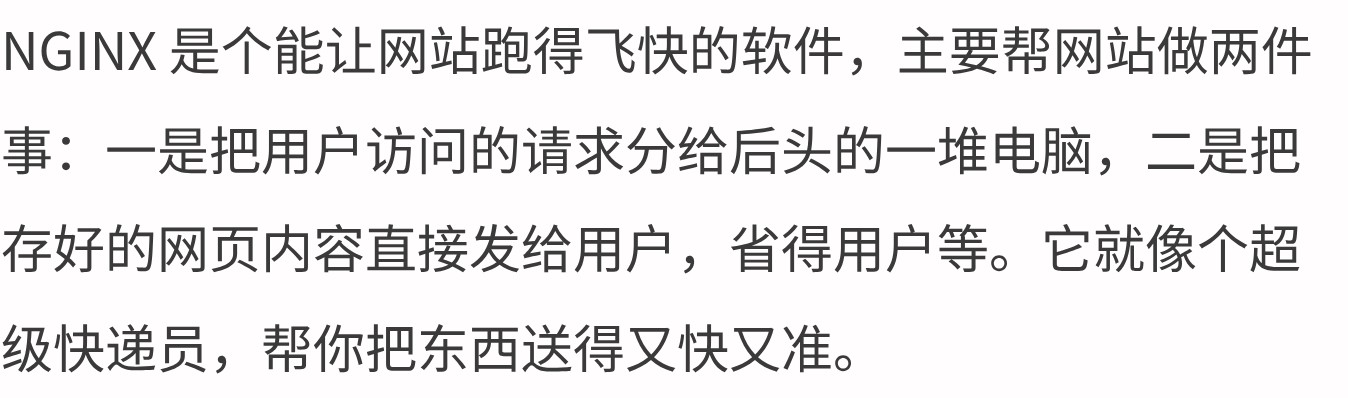 NGINX 是个能让网站跑得飞快的软件，主要帮网站做两件
事：一是把用户访问的请求分给后头的一堆电脑，二是把
存好的网页内容直接发给用户，省得用户等。它就像个超
级快递员，帮你把东西送得又快又准。